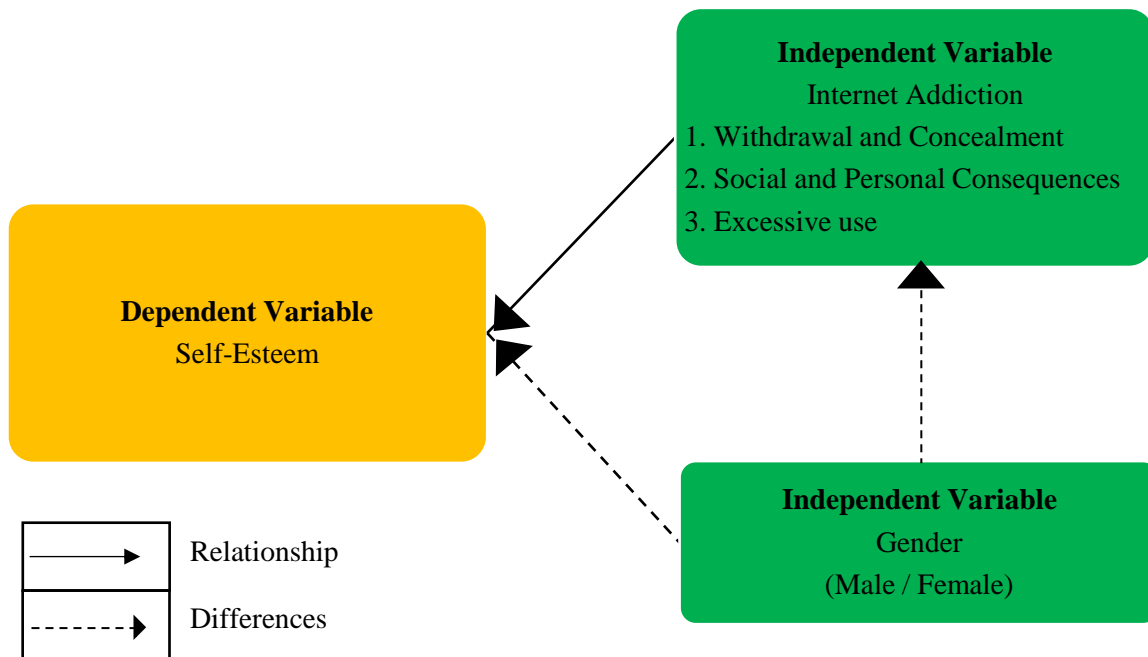 Independent Variable
Internet Addiction
1. Withdrawal and Concealment
2. Social and Personal Consequences
3. Excessive use
Dependent Variable
Self-Esteem
Independent Variable
Gender
(Male / Female)
Relationship
Differences